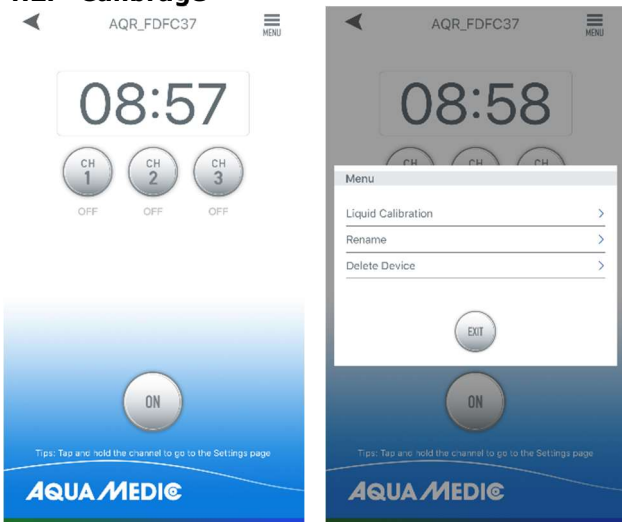 Calibrage
AQR_FDFC37
MENU
08:57
CH 1
CH 2
CH 3
OFF OFF OFF
ON
Tips: Tap and hold the channel to go to the Settings page
AQUA MEDIC
AQR_FDFC37
MENU
08:58
CH CH CH
Menu
Liquid Calibration
Rename
Delete Device
EXIT
ON
Tips: Tap and hold the channel to go to the Settings page
AQUA MEDIC